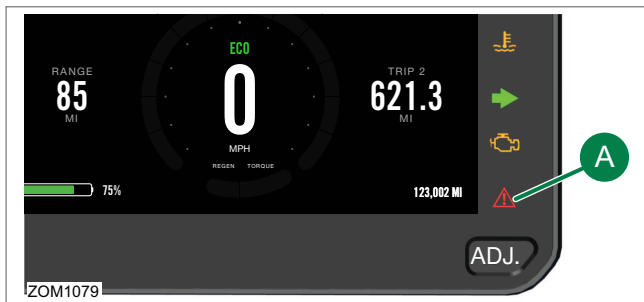 ECO
RANGE
85
MI
0
MPH
REGEN TORQUE
TRIP 2
621.3
MI
75%
123,002 MI
A
ADJ.
ZOM1079